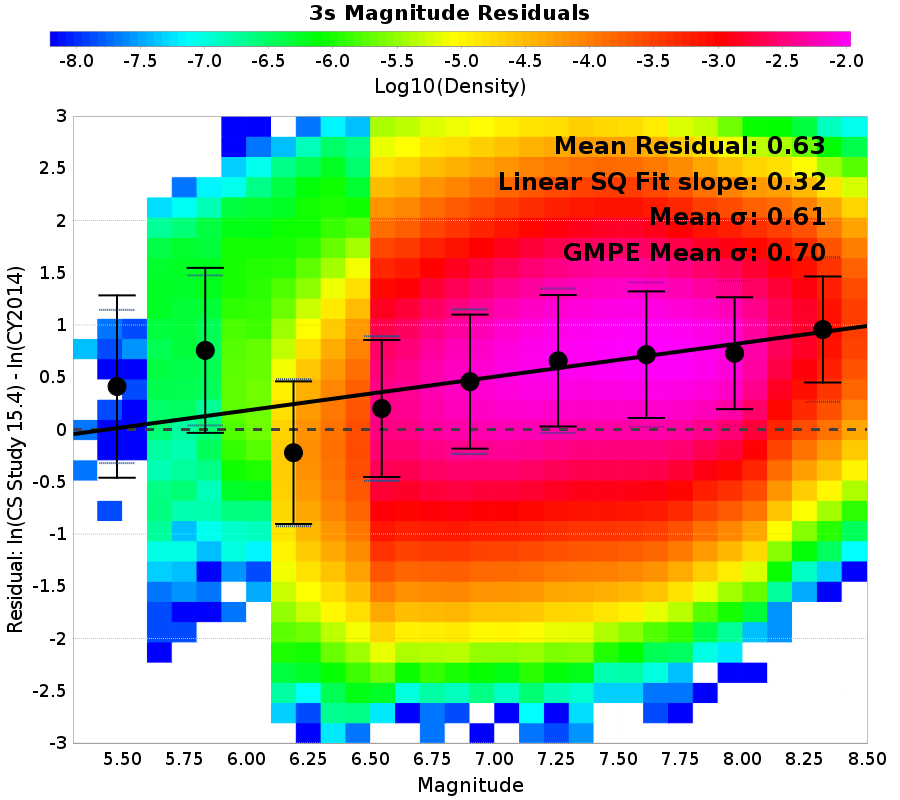 3s Magnitude Residuals
-8.0 -7.5 -7.0 -6.5 -6.0 -5.5 -5.0 -4.5 -4.0 -3.5 -3.0 -2.5 -2.0
Log10(Density)
Mean Residual: 0.63
Linear SQ Fit slope: 0.32
Mean σ: 0.61
GMPE Mean σ: 0.70
Residual: ln(CS Study 15.4) - ln(CY2014)
3
2.5
2
1.5
1
0.5
0
-0.5
-1
-1.5
-2
-2.5
-3
5.50 5.75 6.00 6.25 6.50 6.75 7.00 7.25 7.50 7.75 8.00 8.25 8.50
Magnitude